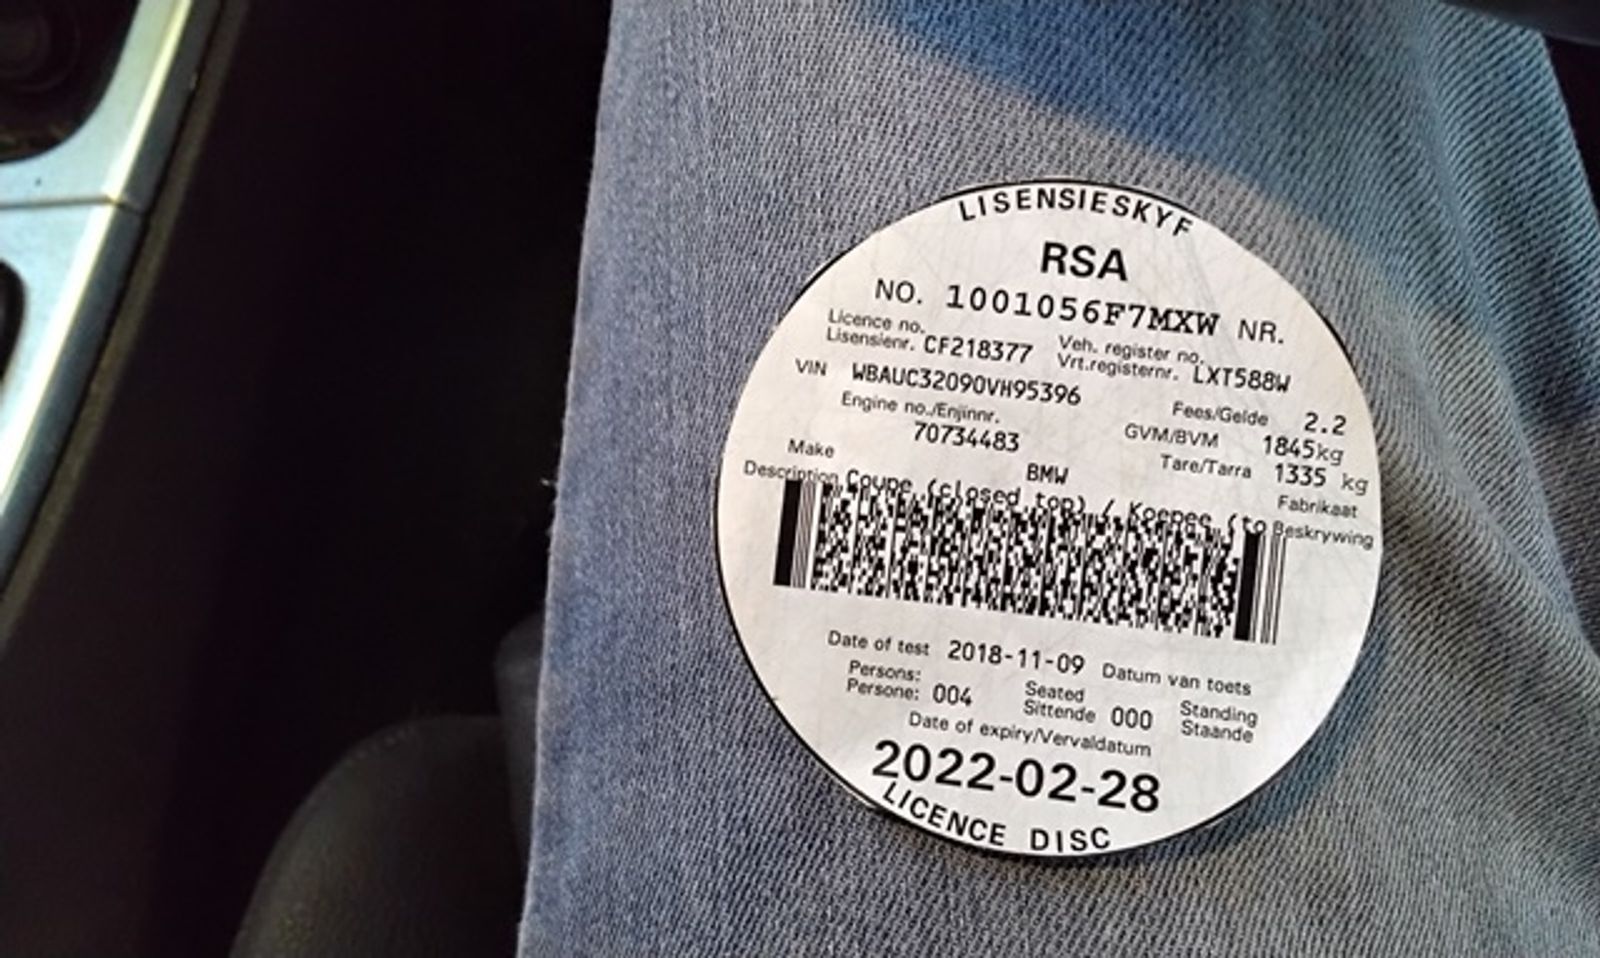 LISENSIESKYF
RSA
NO. 1001056F7MXW NR.
Licence no. Veh. register no.
Lisensienr. CF218377 Vrt.registernr. LXT588W
VIN WBAUC32090VH95396
Engine no./Enjinnr. Fees/Gelde 2.2
70734483 GVM/BVM 1845kg
Tare/Tarra 1335 kg
Make BMW Fabrikaat
Description Coupe (closed top) / Koepee (to Beskrywing
Date of test 2018-11-09 Datum van toets
Persons: Seated Standing
Persone: 004 Sittende 000 Staande
Date of expiry/Vervaldatum
2022-02-28
LICENCE DISC